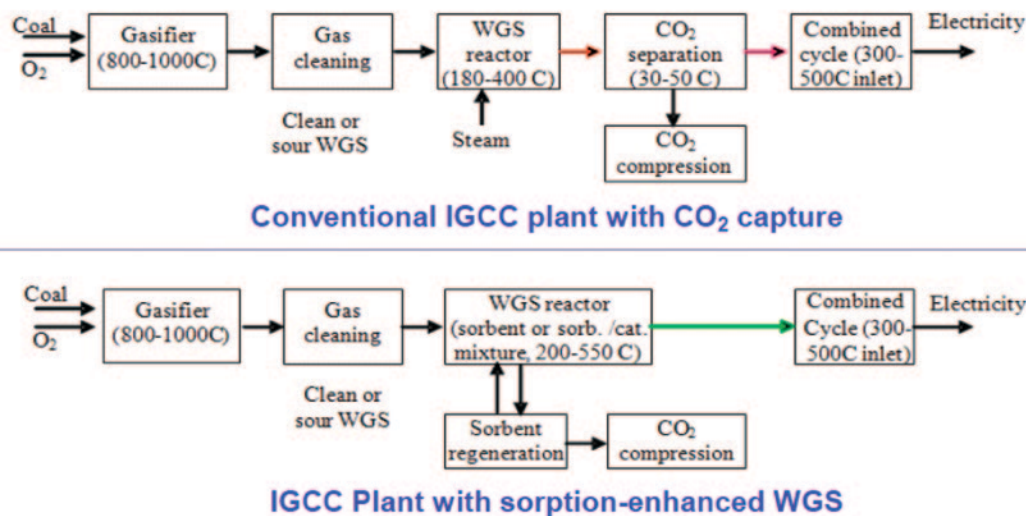 Coal
O₂
Gasifier
(800-1000C)
Gas
cleaning
Clean or
sour WGS
WGS
reactor
(180-400 C)
Steam
CO₂
separation
(30-50 C)
CO₂
compression
Combined
cycle (300-
500C inlet)
Electricity
Conventional IGCC plant with CO₂ capture
Coal
O₂
Gasifier
(800-1000C)
Gas
cleaning
Clean or
sour WGS
WGS reactor
(sorbent or sorb. /cat.
mixture, 200-550 C)
Sorbent
regeneration
CO₂
compression
Combined
Cycle (300-
500C inlet)
Electricity
IGCC Plant with sorption-enhanced WGS